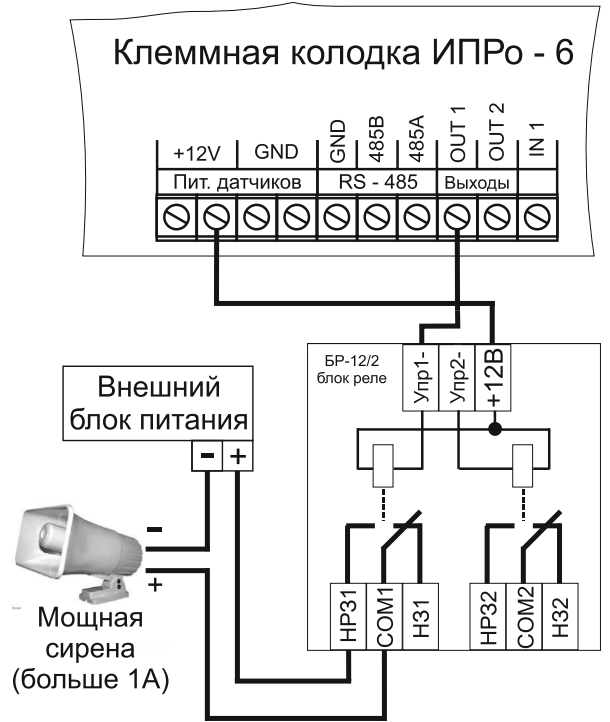 Клеммная колодка ИПРо - 6
+12V GND GND 485B 485A OUT 1 OUT 2 IN 1
Пит. датчиков RS - 485 Выходы
БР-12/2
блок реле
Упр1- Упр2- +12В
Внешний
блок питания
- +
-
+
Мощная
сирена
(больше 1А)
НР31 COM1 Н31 НР32 COM2 Н32